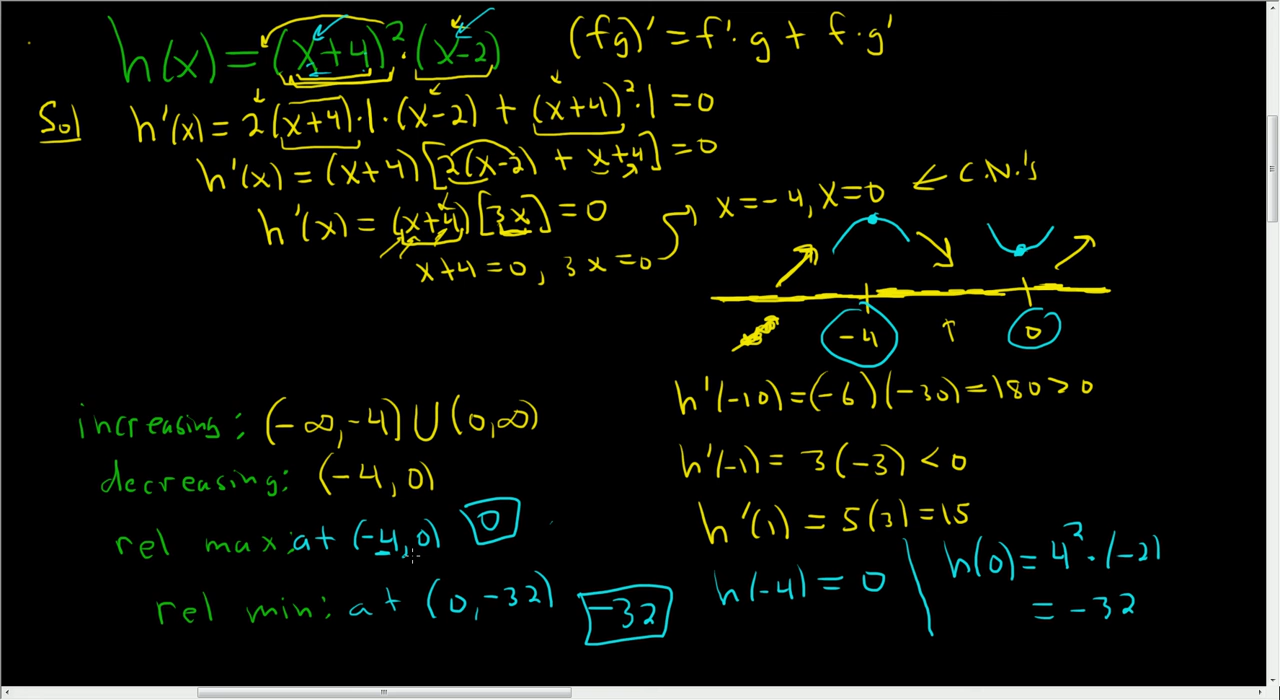 h(x) = (x+4)² · (x-2)
(fg)' = f' · g + f · g'
Sol
h'(x) = 2(x+4) · 1 · (x-2) + (x+4)² · 1 = 0
h'(x) = (x+4)[2(x-2) + x+4] = 0
h'(x) = (x+4)[3x] = 0
x+4 = 0, 3x = 0
x = -4, x = 0 ← C.N.'s
-4 ↑ 0
h'(-10) = (-6)(-30) = 180 > 0
h'(-1) = 3(-3) < 0
h'(1) = 5(3) = 15
h(-4) = 0
h(0) = 4² · (-2)
= -32
increasing: (-∞, -4) ∪ (0, ∞)
decreasing: (-4, 0)
rel max: at (-4, 0) 0
rel min: at (0, -32) -32